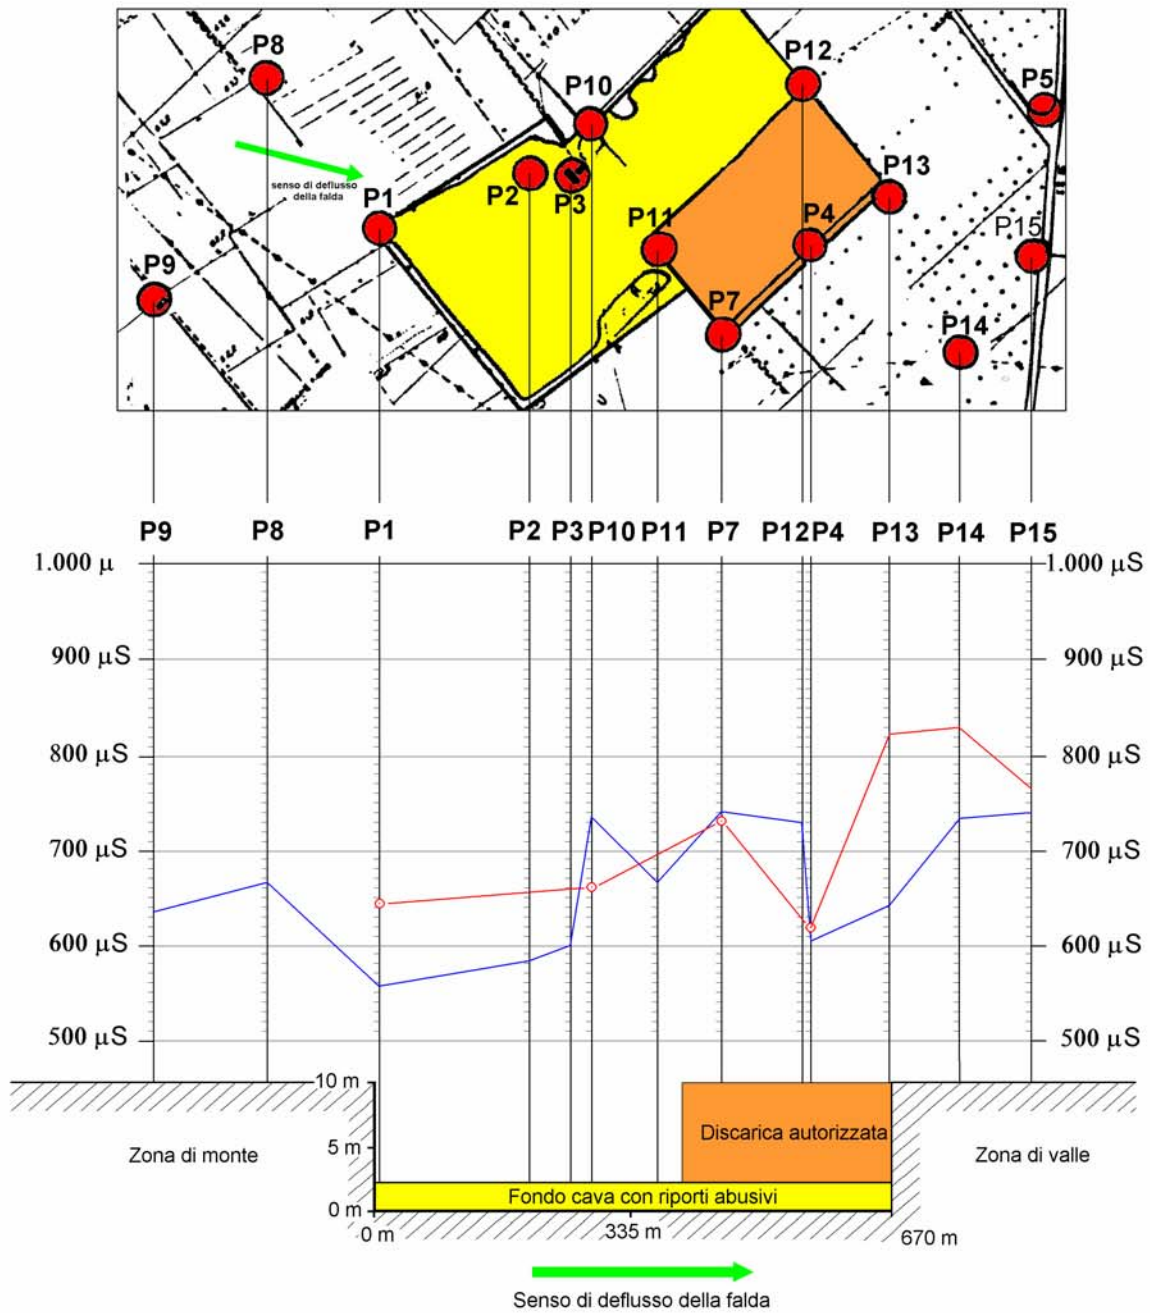 P8
P12
P5
P10
senso di deflusso
della falda
P1
P2
P3
P13
P11
P4
P15
P9
P7
P14
P9 P8 P1 P2 P3 P10 P11 P7 P12 P4 P13 P14 P15
1.000 µ 1.000 µS
900 µS 900 µS
800 µS 800 µS
700 µS 700 µS
600 µS 600 µS
500 µS 500 µS
10 m
Discarica autorizzata
Zona di monte 5 m Zona di valle
Fondo cava con riporti abusivi
0 m
0 m 335 m 670 m
Senso di deflusso della falda